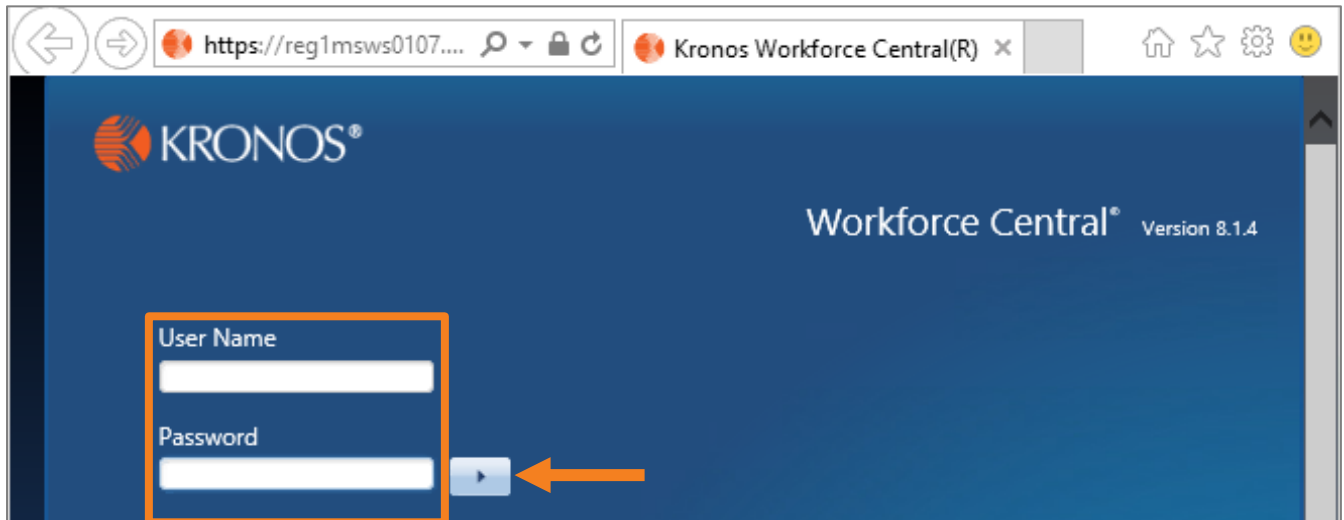 https://reg1msws0107....
Kronos Workforce Central(R)
KRONOS®
Workforce Central® Version 8.1.4
User Name
Password